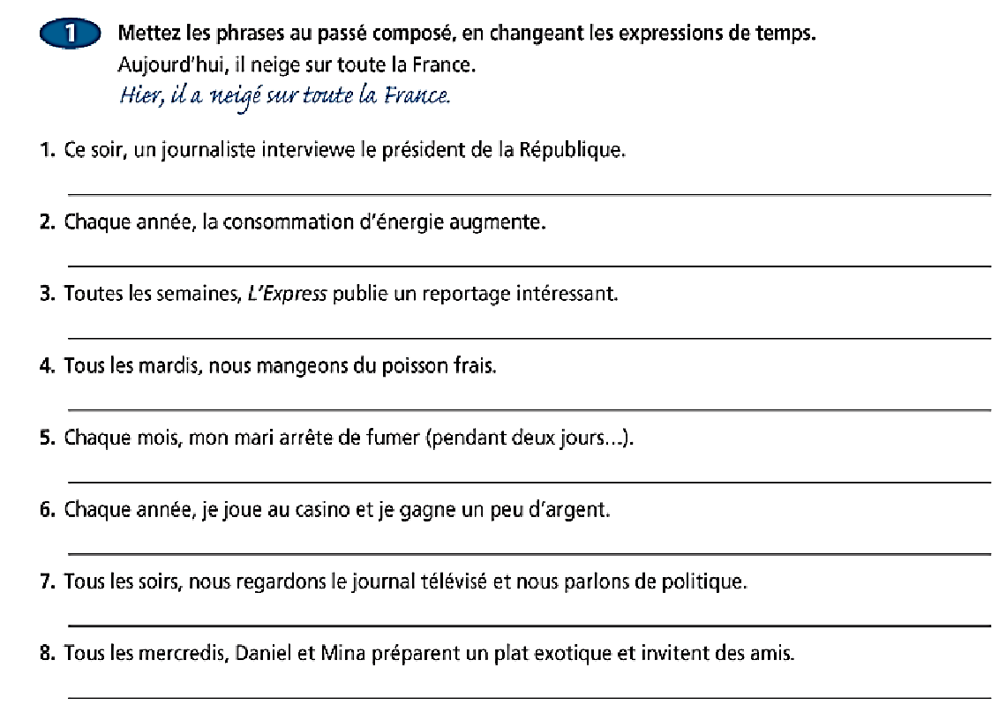 1 Mettez les phrases au passé composé, en changeant les expressions de temps.
Aujourd'hui, il neige sur toute la France.
Hier, il a neigé sur toute la France.
1. Ce soir, un journaliste interviewe le président de la République.
2. Chaque année, la consommation d'énergie augmente.
3. Toutes les semaines, L'Express publie un reportage intéressant.
4. Tous les mardis, nous mangeons du poisson frais.
5. Chaque mois, mon mari arrête de fumer (pendant deux jours…).
6. Chaque année, je joue au casino et je gagne un peu d'argent.
7. Tous les soirs, nous regardons le journal télévisé et nous parlons de politique.
8. Tous les mercredis, Daniel et Mina préparent un plat exotique et invitent des amis.